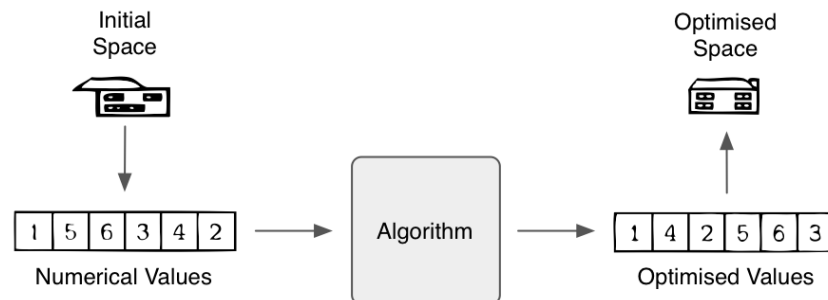 Initial
Space
Optimised
Space
1 5 6 3 4 2
Algorithm
1 4 2 5 6 3
Numerical Values
Optimised Values